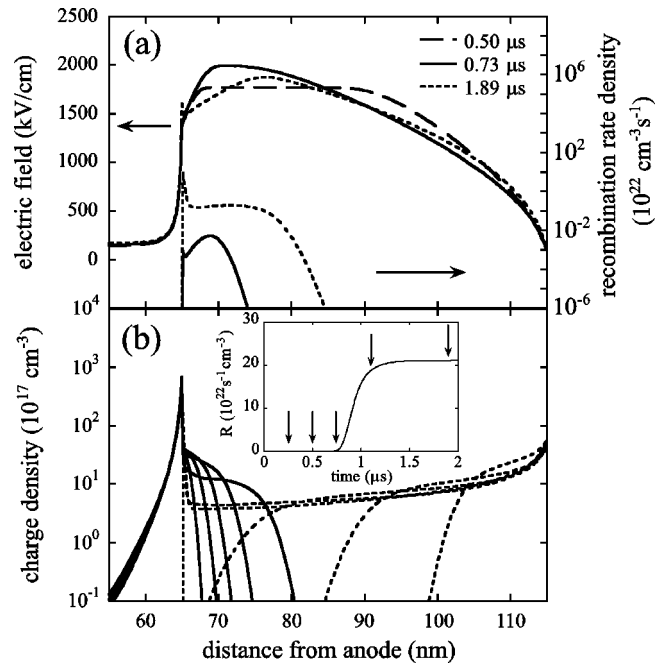 (a)
0.50 μs
0.73 μs
1.89 μs
electric field (kV/cm)
2500
2000
1500
1000
500
0
recombination rate density
(10²² cm⁻³s⁻¹)
10⁶
10²
10⁻²
10⁻⁶
(b)
charge density (10¹⁷ cm⁻³)
10⁴
10³
10²
10¹
10⁰
10⁻¹
R (10²²s⁻¹cm⁻³)
30
20
10
0
0 0.5 1 1.5 2
time (μs)
60 70 80 90 100 110
distance from anode (nm)